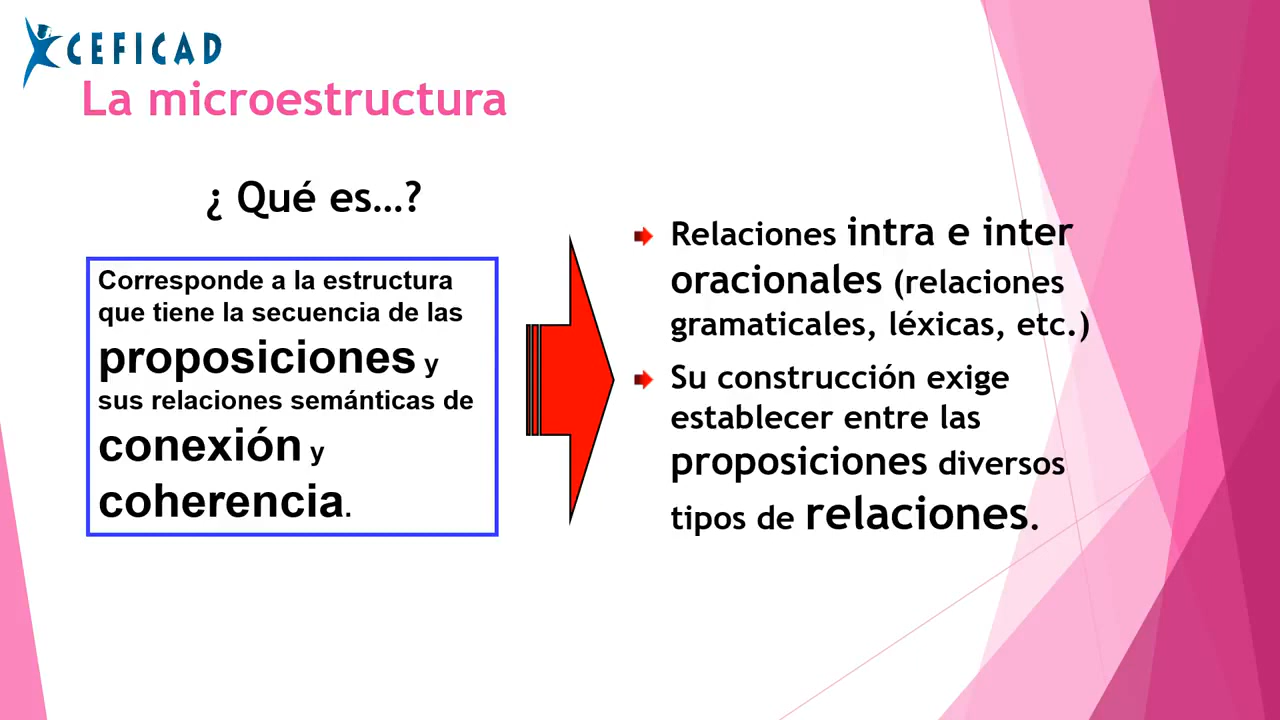 CEFICAD
La microestructura
¿ Qué es…?
Corresponde a la estructura
que tiene la secuencia de las
proposiciones y
sus relaciones semánticas de
conexión y
coherencia.
Relaciones intra e inter
oracionales (relaciones
gramaticales, léxicas, etc.)
Su construcción exige
establecer entre las
proposiciones diversos
tipos de relaciones.